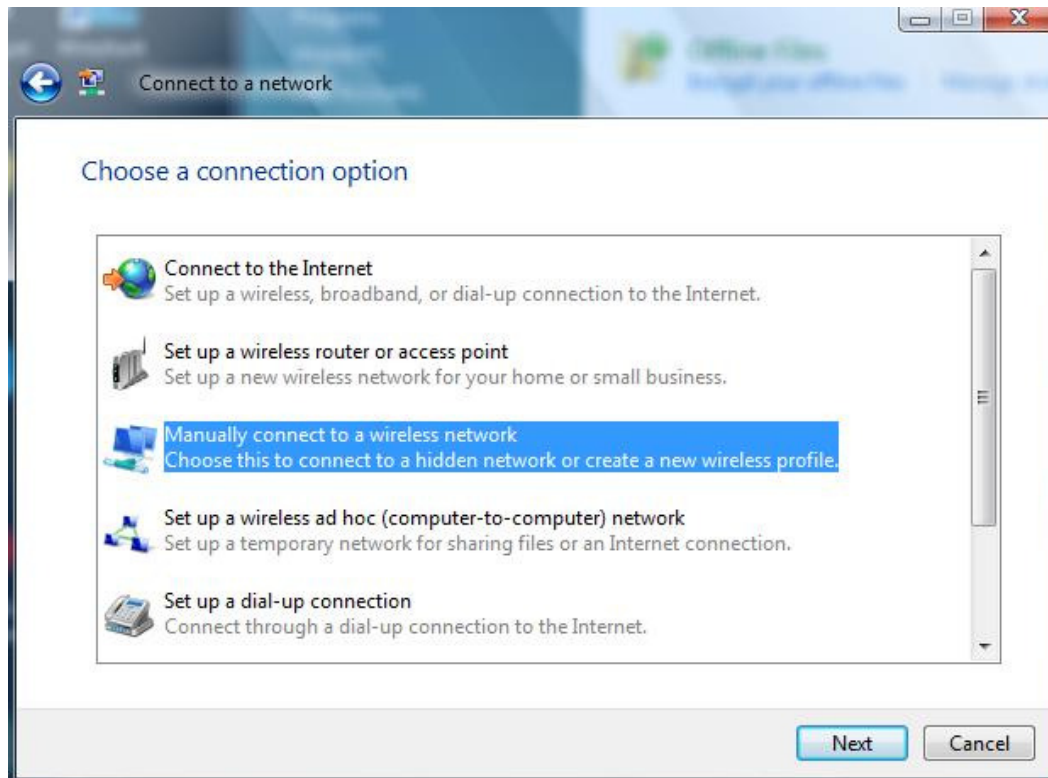 Connect to a network
Choose a connection option
Connect to the Internet
Set up a wireless, broadband, or dial-up connection to the Internet.
Set up a wireless router or access point
Set up a new wireless network for your home or small business.
Manually connect to a wireless network
Choose this to connect to a hidden network or create a new wireless profile.
Set up a wireless ad hoc (computer-to-computer) network
Set up a temporary network for sharing files or an Internet connection.
Set up a dial-up connection
Connect through a dial-up connection to the Internet.
Next
Cancel